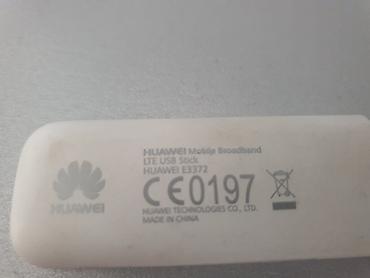 HUAWEI Mobile Broadband
LTE USB Stick
HUAWEI E3372
CE0197
HUAWEI TECHNOLOGIES CO., LTD.
MADE IN CHINA
HUAWEI